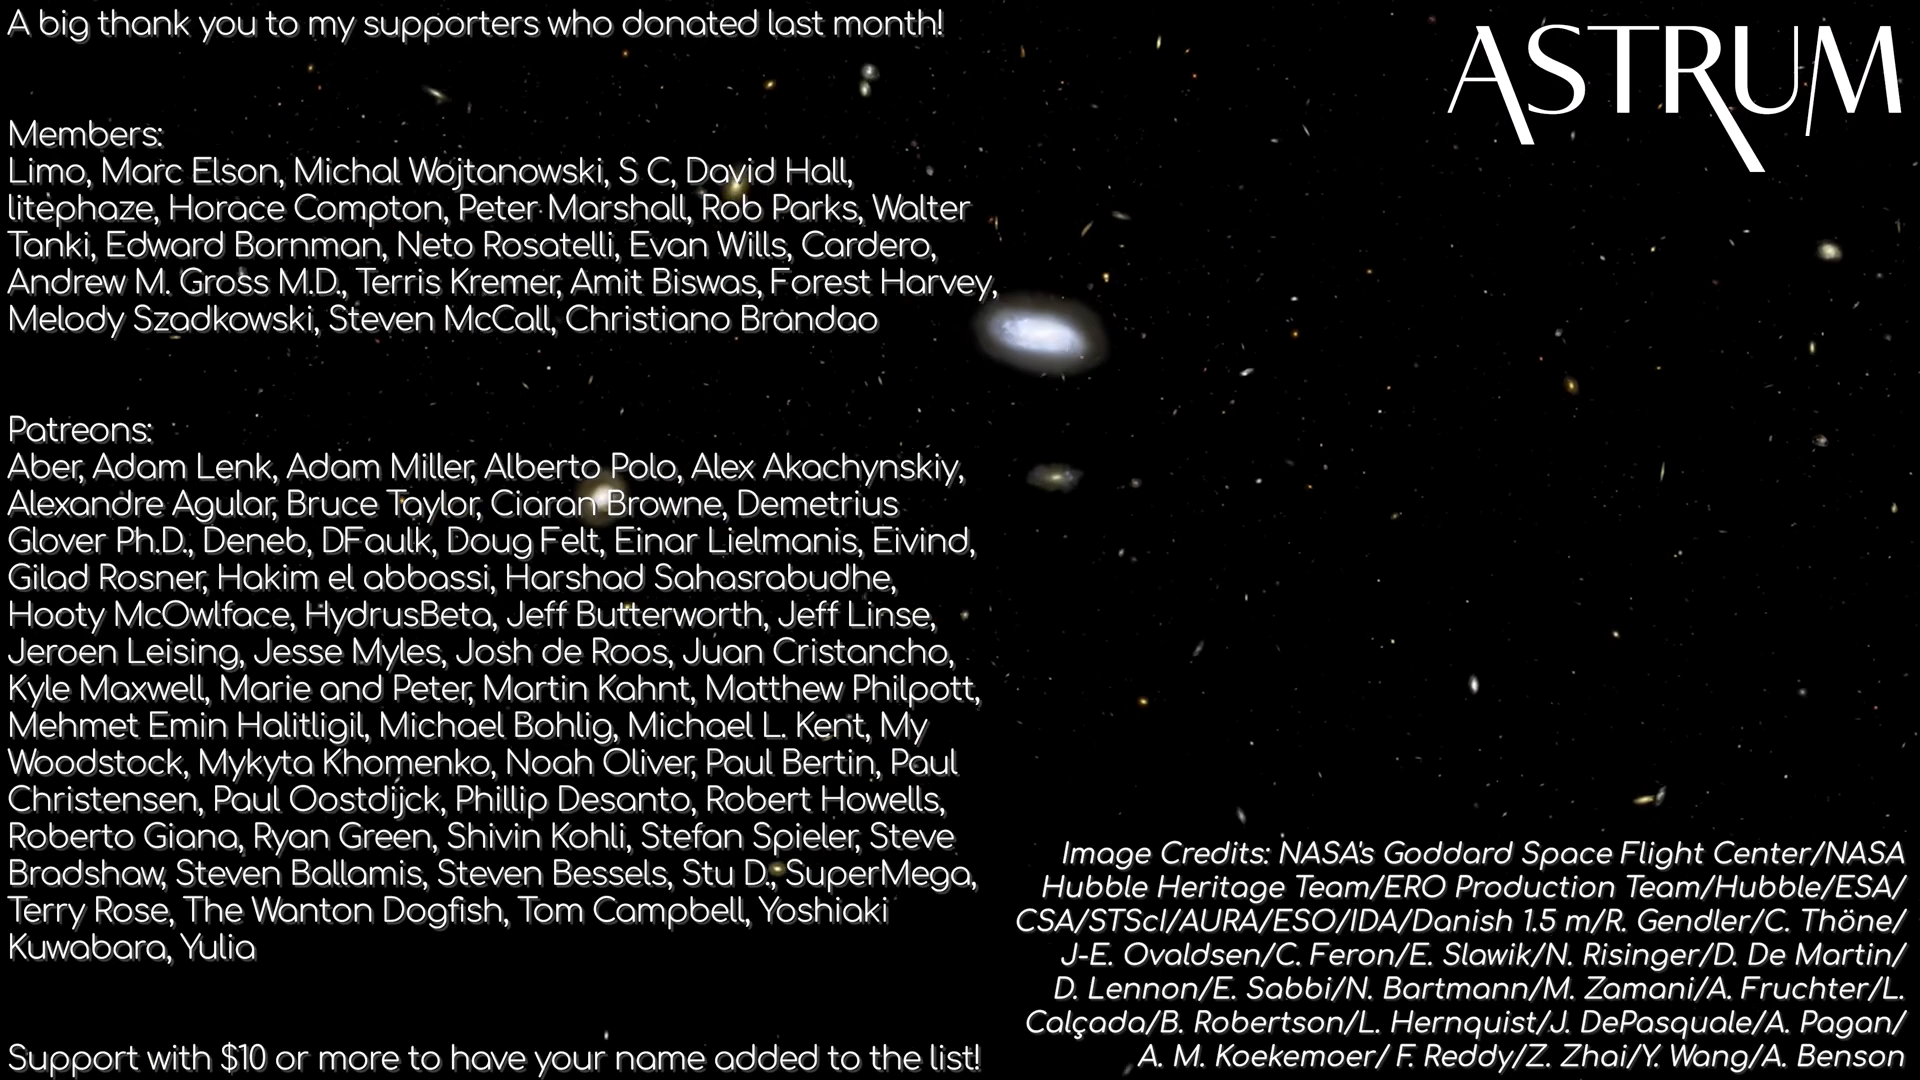 A big thank you to my supporters who donated last month!
ASTRUM
Members:
Limo, Marc Elson, Michal Wojtanowski, S C, David Hall,
litephaze, Horace Compton, Peter Marshall, Rob Parks, Walter
Tanki, Edward Bornman, Neto Rosatelli, Evan Wills, Cardero,
Andrew M. Gross M.D., Terris Kremer, Amit Biswas, Forest Harvey,
Melody Szadkowski, Steven McCall, Christiano Brandao
Patreons:
Aber, Adam Lenk, Adam Miller, Alberto Polo, Alex Akachynskiy,
Alexandre Agular, Bruce Taylor, Ciaran Browne, Demetrius
Glover Ph.D., Deneb, DFaulk, Doug Felt, Einar Lielmanis, Eivind,
Gilad Rosner, Hakim el abbassi, Harshad Sahasrabudhe,
Hooty McOwlface, HydrusBeta, Jeff Butterworth, Jeff Linse,
Jeroen Leising, Jesse Myles, Josh de Roos, Juan Cristancho,
Kyle Maxwell, Marie and Peter, Martin Kahnt, Matthew Philpott,
Mehmet Emin Halitligil, Michael Bohlig, Michael L. Kent, My
Woodstock, Mykyta Khomenko, Noah Oliver, Paul Bertin, Paul
Christensen, Paul Oostdijck, Phillip Desanto, Robert Howells,
Roberto Giana, Ryan Green, Shivin Kohli, Stefan Spieler, Steve
Bradshaw, Steven Ballamis, Steven Bessels, Stu D., SuperMega,
Terry Rose, The Wanton Dogfish, Tom Campbell, Yoshiaki
Kuwabara, Yulia
Support with $10 or more to have your name added to the list!
Image Credits: NASA's Goddard Space Flight Center/NASA
Hubble Heritage Team/ERO Production Team/Hubble/ESA/
CSA/STScI/AURA/ESO/IDA/Danish 1.5 m/R. Gendler/C. Thöne/
J-E. Ovaldsen/C. Feron/E. Slawik/N. Risinger/D. De Martin/
D. Lennon/E. Sabbi/N. Bartmann/M. Zamani/A. Fruchter/L.
Calçada/B. Robertson/L. Hernquist/J. DePasquale/A. Pagan/
A. M. Koekemoer/ F. Reddy/Z. Zhai/Y. Wang/A. Benson